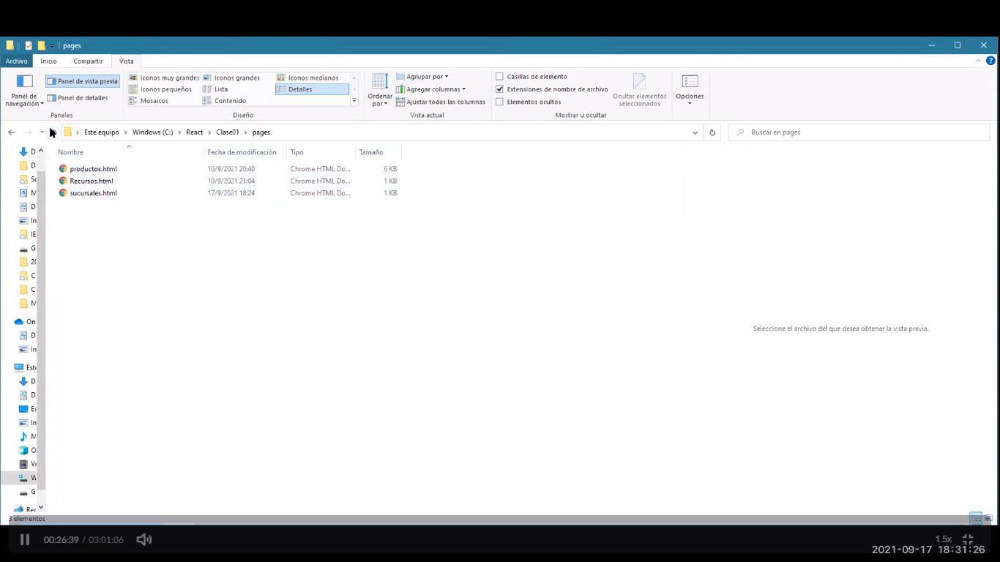 pages
Archivo Inicio Compartir Vista
Panel de navegación
Panel de vista previa
Panel de detalles
Paneles
Iconos muy grandes Iconos grandes Iconos medianos
Iconos pequeños Lista Detalles
Mosaicos Contenido
Diseño
Ordenar por
Agrupar por
Agregar columnas
Ajustar todas las columnas
Vista actual
Casillas de elemento
Extensiones de nombre de archivo
Elementos ocultos
Ocultar elementos seleccionados
Mostrar u ocultar
Opciones
Este equipo > Windows (C:) > React > Clase01 > pages
Buscar en pages
Nombre Fecha de modificación Tipo Tamaño
productos.html 10/9/2021 20:40 Chrome HTML Do... 6 KB
Recursos.html 10/9/2021 21:04 Chrome HTML Do... 1 KB
sucursales.html 17/9/2021 18:24 Chrome HTML Do... 1 KB
D
D
Sc
M
D
In
IE
G
20
C
C
M
On
D
In
Este
D
D
Es
In
M
O
W
G
Rec
Seleccione el archivo del que desea obtener la vista previa.
3 elementos
00:26:39 / 03:01:06
1.5x
2021-09-17 18:31:26